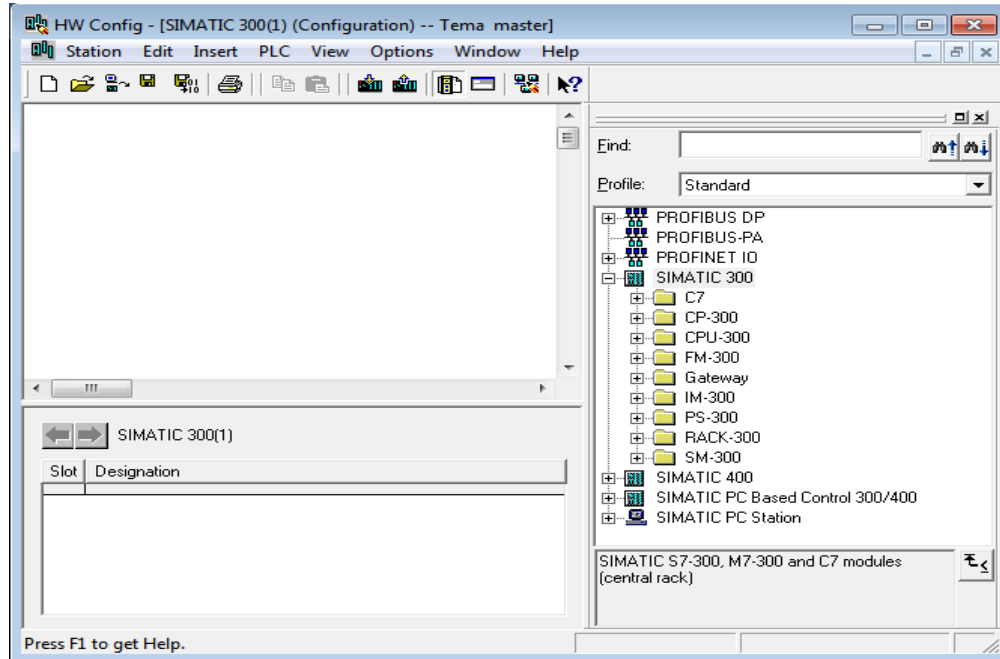 HW Config - [SIMATIC 300(1) (Configuration) -- Tema master]
Station Edit Insert PLC View Options Window Help
Find:
Profile: Standard
PROFIBUS DP
PROFIBUS-PA
PROFINET IO
SIMATIC 300
C7
CP-300
CPU-300
FM-300
Gateway
IM-300
PS-300
RACK-300
SM-300
SIMATIC 400
SIMATIC PC Based Control 300/400
SIMATIC PC Station
SIMATIC 300(1)
Slot Designation
SIMATIC S7-300, M7-300 and C7 modules
(central rack)
Press F1 to get Help.